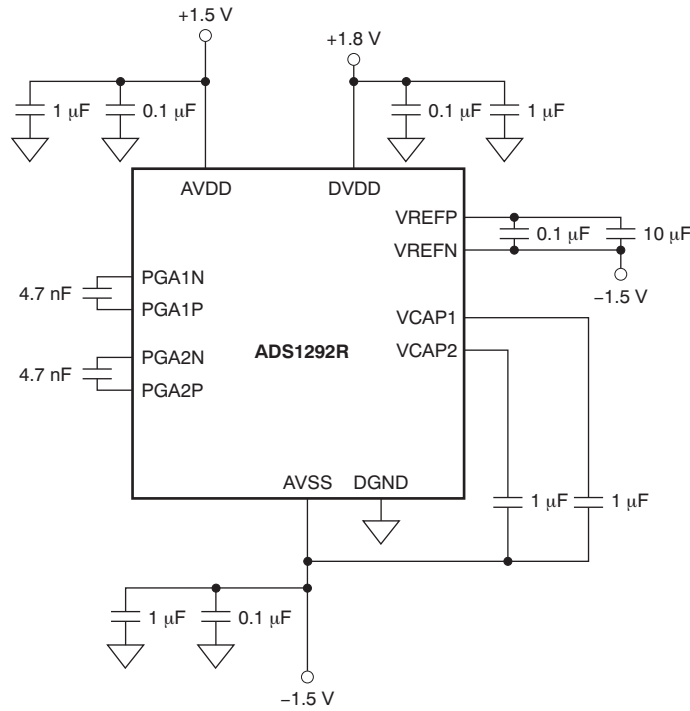 +1.5 V
+1.8 V
1 μF
0.1 μF
0.1 μF
1 μF
AVDD
DVDD
VREFP
VREFN
0.1 μF
10 μF
−1.5 V
4.7 nF
PGA1N
PGA1P
VCAP1
VCAP2
4.7 nF
PGA2N
PGA2P
ADS1292R
AVSS
DGND
1 μF
1 μF
1 μF
0.1 μF
−1.5 V